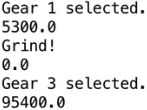 Gear 1 selected.
5300.0
Grind!
0.0
Gear 3 selected.
95400.0